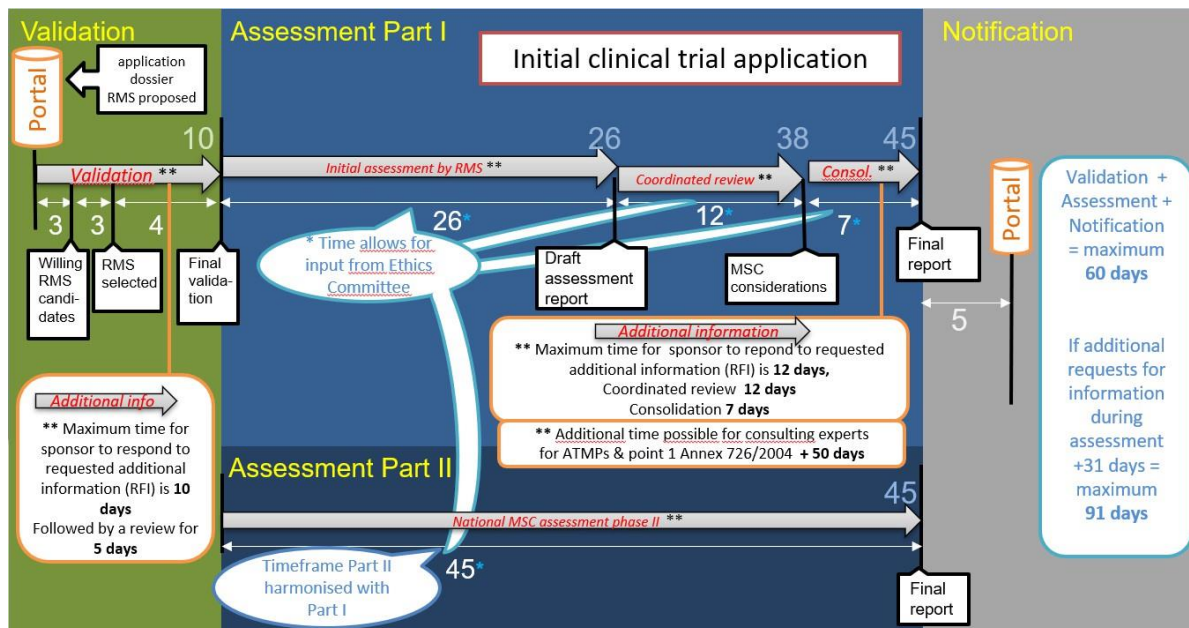 Validation
Assessment Part I
Notification
Initial clinical trial application
Portal
application
dossier
RMS proposed
10
26
38
45
Validation **
Initial assessment by RMS **
Coordinated review **
Consol. **
3
3
4
26*
12*
7*
Willing
RMS
candi-
dates
RMS
selected
Final
valida-
tion
* Time allows for
input from Ethics
Committee
Draft
assessment
report
MSC
considerations
Final
report
Portal
5
Validation +
Assessment +
Notification
= maximum
60 days
If additional
requests for
information
during
assessment
+31 days =
maximum
91 days
Additional information
** Maximum time for sponsor to repond to requested
additional information (RFI) is 12 days,
Coordinated review 12 days
Consolidation 7 days
** Additional time possible for consulting experts
for ATMPs & point 1 Annex 726/2004 + 50 days
Additional info
** Maximum time for
sponsor to respond to
requested additional
information (RFI) is 10
days
Followed by a review for
5 days
Assessment Part II
45
National MSC assessment phase II **
45*
Timeframe Part II
harmonised with
Part I
Final
report